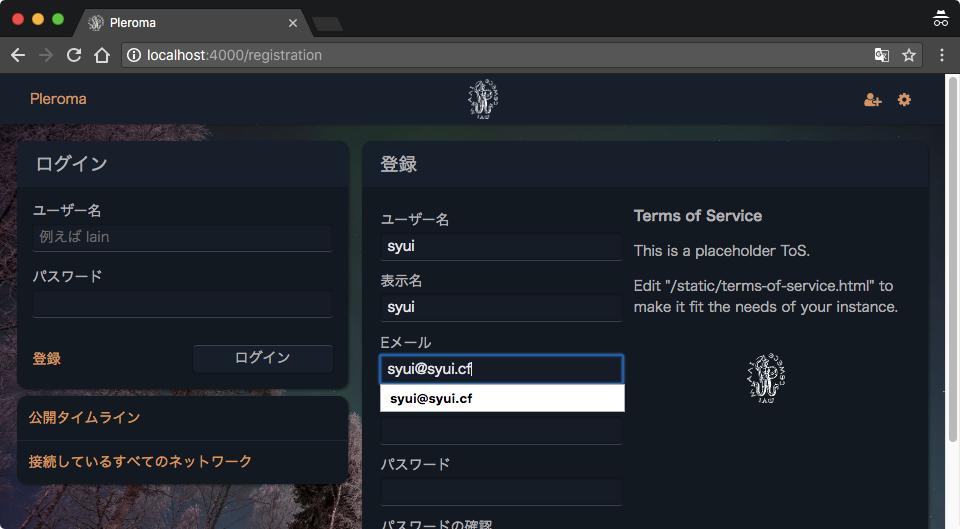 Pleroma
localhost:4000/registration
Pleroma
ログイン
ユーザー名
例えば lain
パスワード
登録
ログイン
公開タイムライン
接続しているすべてのネットワーク
登録
ユーザー名
syui
表示名
syui
Eメール
syui@syui.cf
syui@syui.cf
パスワード
パスワードの確認
Terms of Service
This is a placeholder ToS.
Edit "/static/terms-of-service.html" to
make it fit the needs of your instance.